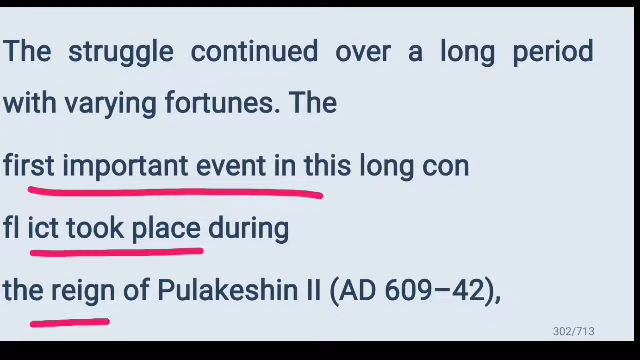 The struggle continued over a long period
with varying fortunes. The
first important event in this long con
fl ict took place during
the reign of Pulakeshin II (AD 609–42),
302/713